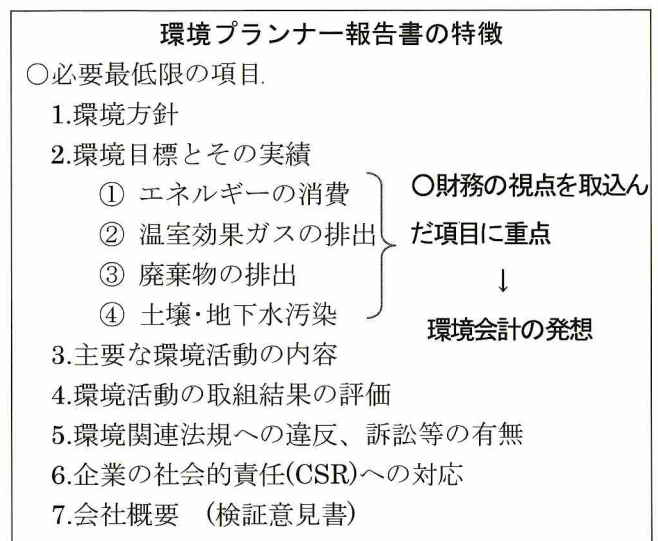 環境プランナー報告書の特徴
○必要最低限の項目.
1.環境方針
2.環境目標とその実績
① エネルギーの消費
② 温室効果ガスの排出
③ 廃棄物の排出
④ 土壌・地下水汚染
○財務の視点を取込ん
だ項目に重点
↓
環境会計の発想
3.主要な環境活動の内容
4.環境活動の取組結果の評価
5.環境関連法規への違反、訴訟等の有無
6.企業の社会的責任(CSR)への対応
7.会社概要 (検証意見書)